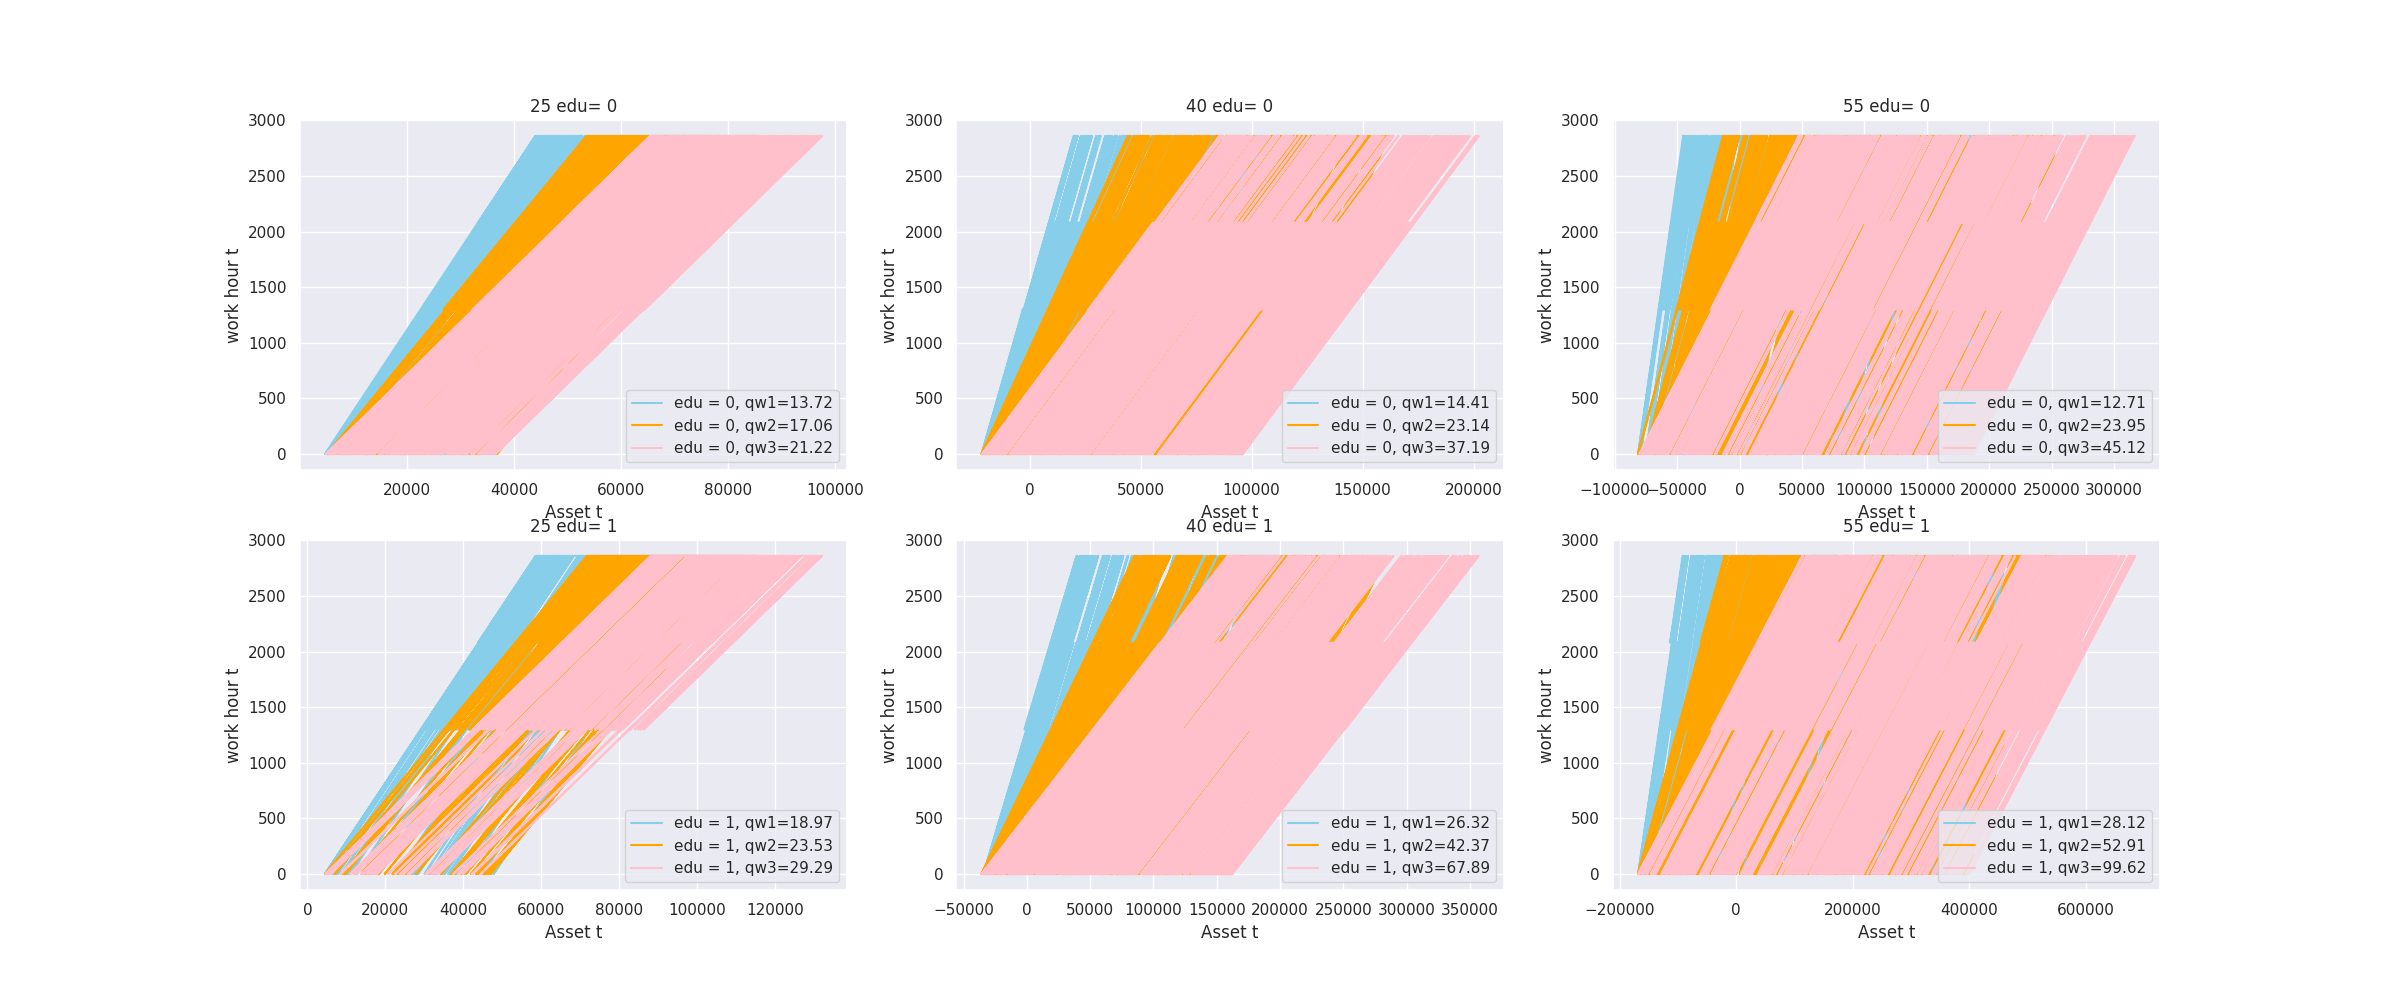 25 edu= 0
3000
2500
2000
1500
1000
500
0
work hour t
edu = 0, qw1=13.72
edu = 0, qw2=17.06
edu = 0, qw3=21.22
20000 40000 60000 80000 100000
Asset t
40 edu= 0
3000
2500
2000
1500
1000
500
0
work hour t
edu = 0, qw1=14.41
edu = 0, qw2=23.14
edu = 0, qw3=37.19
0 50000 100000 150000 200000
Asset t
55 edu= 0
3000
2500
2000
1500
1000
500
0
work hour t
edu = 0, qw1=12.71
edu = 0, qw2=23.95
edu = 0, qw3=45.12
−100000 −50000 0 50000 100000 150000 200000 250000 300000
Asset t
25 edu= 1
3000
2500
2000
1500
1000
500
0
work hour t
edu = 1, qw1=18.97
edu = 1, qw2=23.53
edu = 1, qw3=29.29
0 20000 40000 60000 80000 100000 120000
Asset t
40 edu= 1
3000
2500
2000
1500
1000
500
0
work hour t
edu = 1, qw1=26.32
edu = 1, qw2=42.37
edu = 1, qw3=67.89
−50000 0 50000 100000 150000 200000 250000 300000 350000
Asset t
55 edu= 1
3000
2500
2000
1500
1000
500
0
work hour t
edu = 1, qw1=28.12
edu = 1, qw2=52.91
edu = 1, qw3=99.62
−200000 0 200000 400000 600000
Asset t